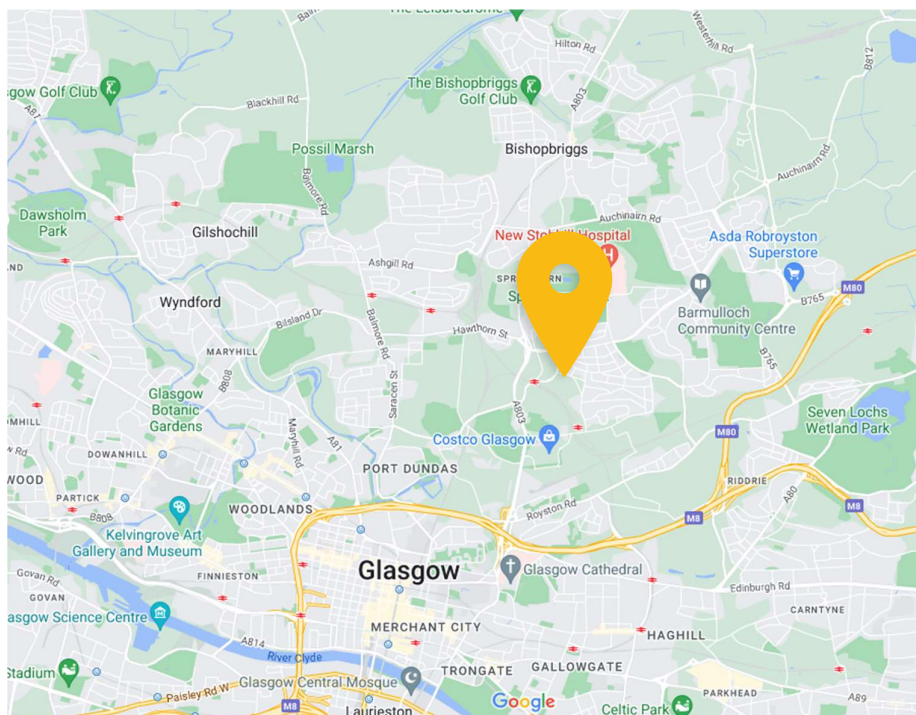 The Leisuredrome
Hilton Rd
Westerhill Rd
B812
sgow Golf Club
A87
Blackhill Rd
The Bishopbriggs
Golf Club
A803
Possil Marsh
Bishopbriggs
Balmore Rd
Auchinairn Rd
Dawsholm
Park
Gilshochill
Auchinairn Rd
New Stobhill Hospital
H
Asda Robroyston
Superstore
Ashgill Rd
M80
B765
Wyndford
Barmulloch
Community Centre
Bilsland Dr
Hawthorn St
Balmore Rd
MARYHILL
B765
B808
Saracen St
Glasgow
Botanic
Gardens
A803
Seven Lochs
Wetland Park
Maryhill Rd
A81
Costco Glasgow
M80
DOWANHILL
PORT DUNDAS
WOOD
RIDDRIE
A80
PARTICK
WOODLANDS
Royston Rd
M8
B808
M8
Kelvingrove Art
Gallery and Museum
Glasgow
Glasgow Cathedral
FINNIESTON
Govan Rd
GOVAN
Edinburgh Rd
CARNTYNE
asgow Science Centre
MERCHANT CITY
HAGHILL
A814
River Clyde
TRONGATE
GALLOWGATE
Stadium
Glasgow Central Mosque
Paisley Rd W
M8
Laurieston
Google
Celtic Park
PARKHEAD
A89